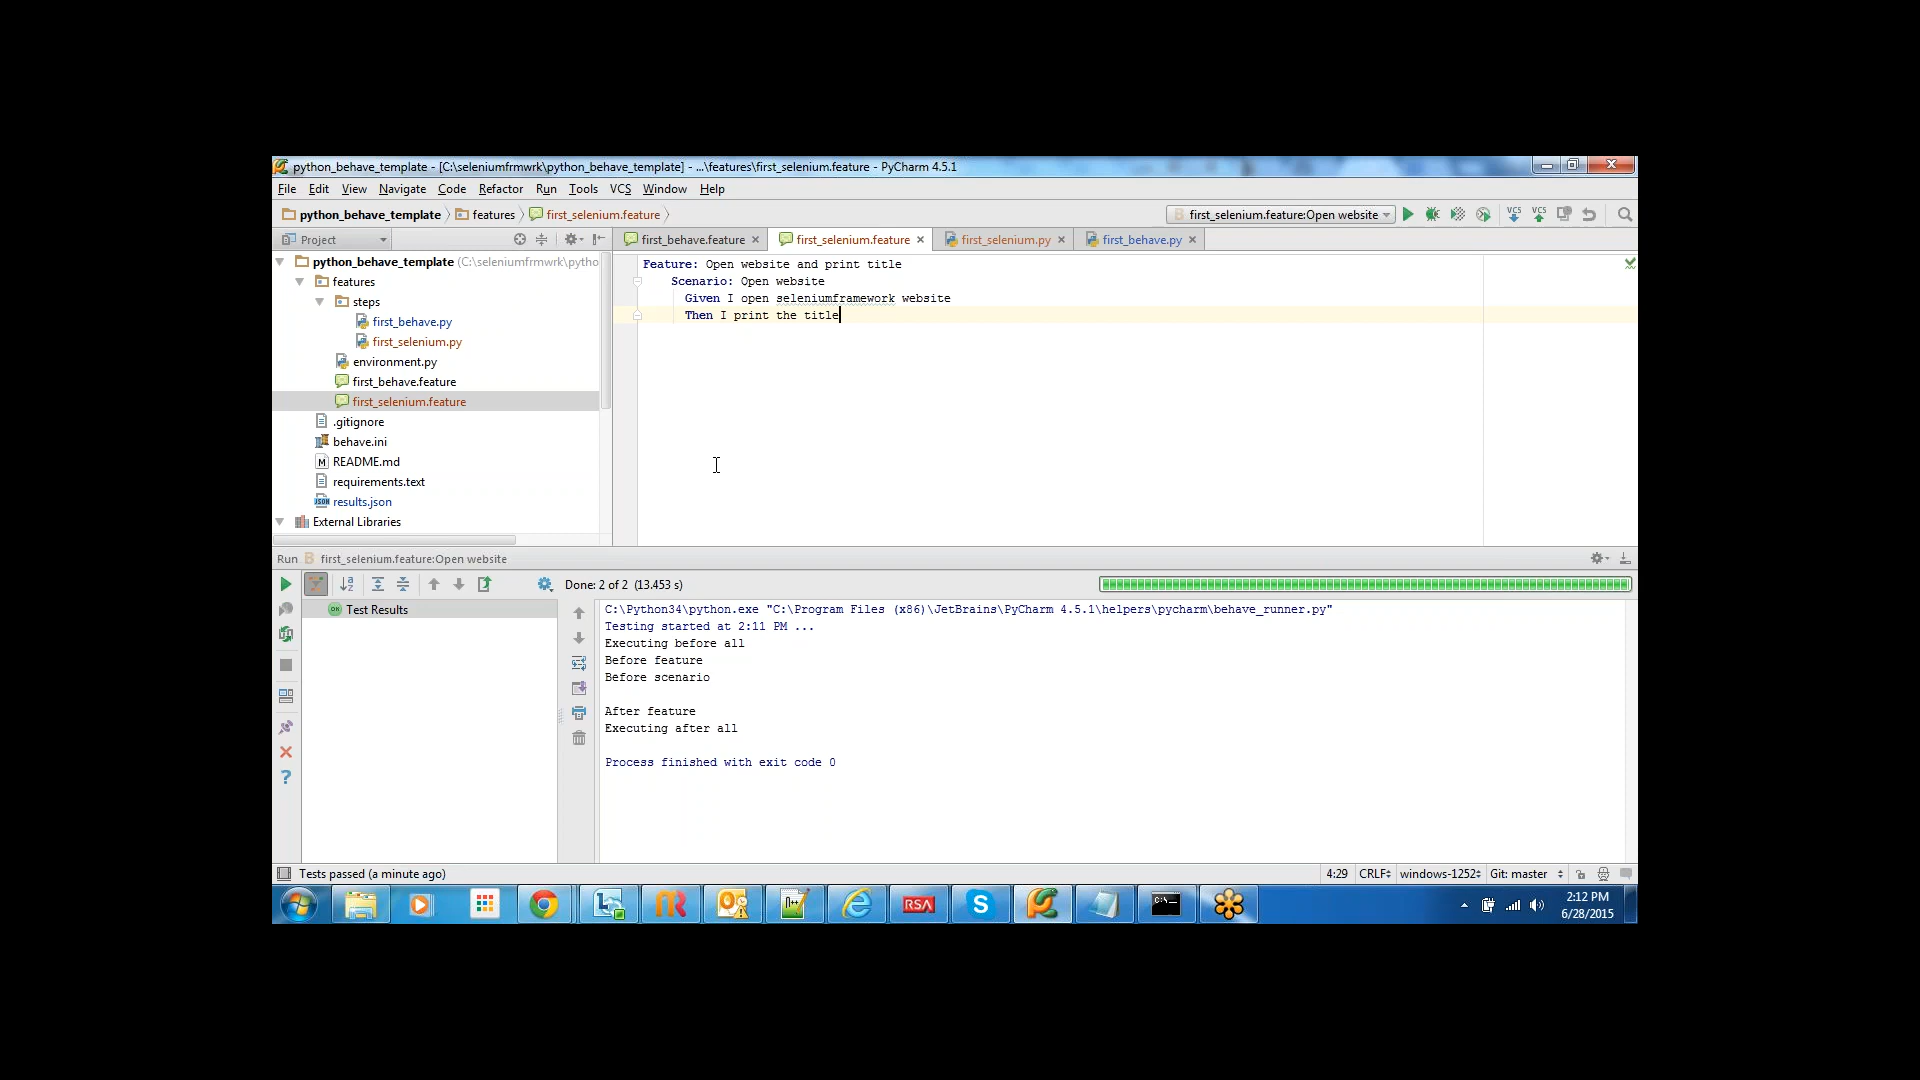 python_behave_template - [C:\seleniumfrmwrk\python_behave_template] - ...\features\first_selenium.feature - PyCharm 4.5.1
File Edit View Navigate Code Refactor Run Tools VCS Window Help
python_behave_template features first_selenium.feature first_selenium.feature:Open website VCS VCS
Project first_behave.feature first_selenium.feature first_selenium.py first_behave.py
python_behave_template (C:\seleniumfrmwrk\pytho
features
steps
first_behave.py
first_selenium.py
environment.py
first_behave.feature
first_selenium.feature
.gitignore
behave.ini
README.md
requirements.text
results.json
External Libraries
Feature: Open website and print title
Scenario: Open website
Given I open seleniumframework website
Then I print the title
Run first_selenium.feature:Open website
Done: 2 of 2 (13.453 s)
Test Results
C:\Python34\python.exe "C:\Program Files (x86)\JetBrains\PyCharm 4.5.1\helpers\pycharm\behave_runner.py"
Testing started at 2:11 PM ...
Executing before all
Before feature
Before scenario
After feature
Executing after all
Process finished with exit code 0
Tests passed (a minute ago) 4:29 CRLF windows-1252 Git: master
RSA
2:12 PM
6/28/2015